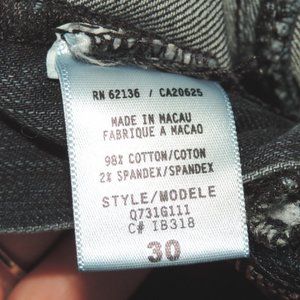 RN 62136 / CA20625
MADE IN MACAU
FABRIQUE A MACAO
98% COTTON/COTON
2% SPANDEX/SPANDEX
STYLE/MODELE
Q731G111
C# IB318
30